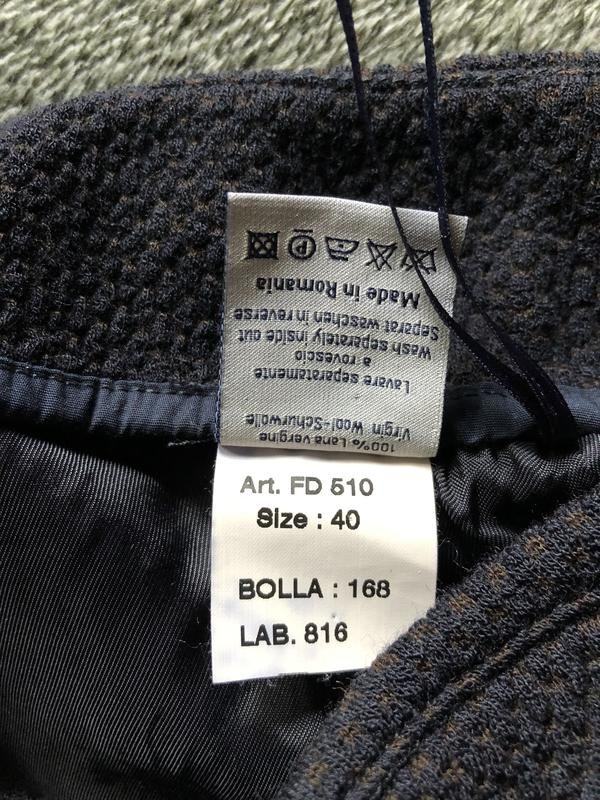 100% Lana vergine
Virgin Wool-Schurwolle
Lavare separatamente
a rovescio
Wash separately inside out
Separat waschen in reverse
Made in Romania
P
Art. FD 510
Size : 40
BOLLA : 168
LAB. 816